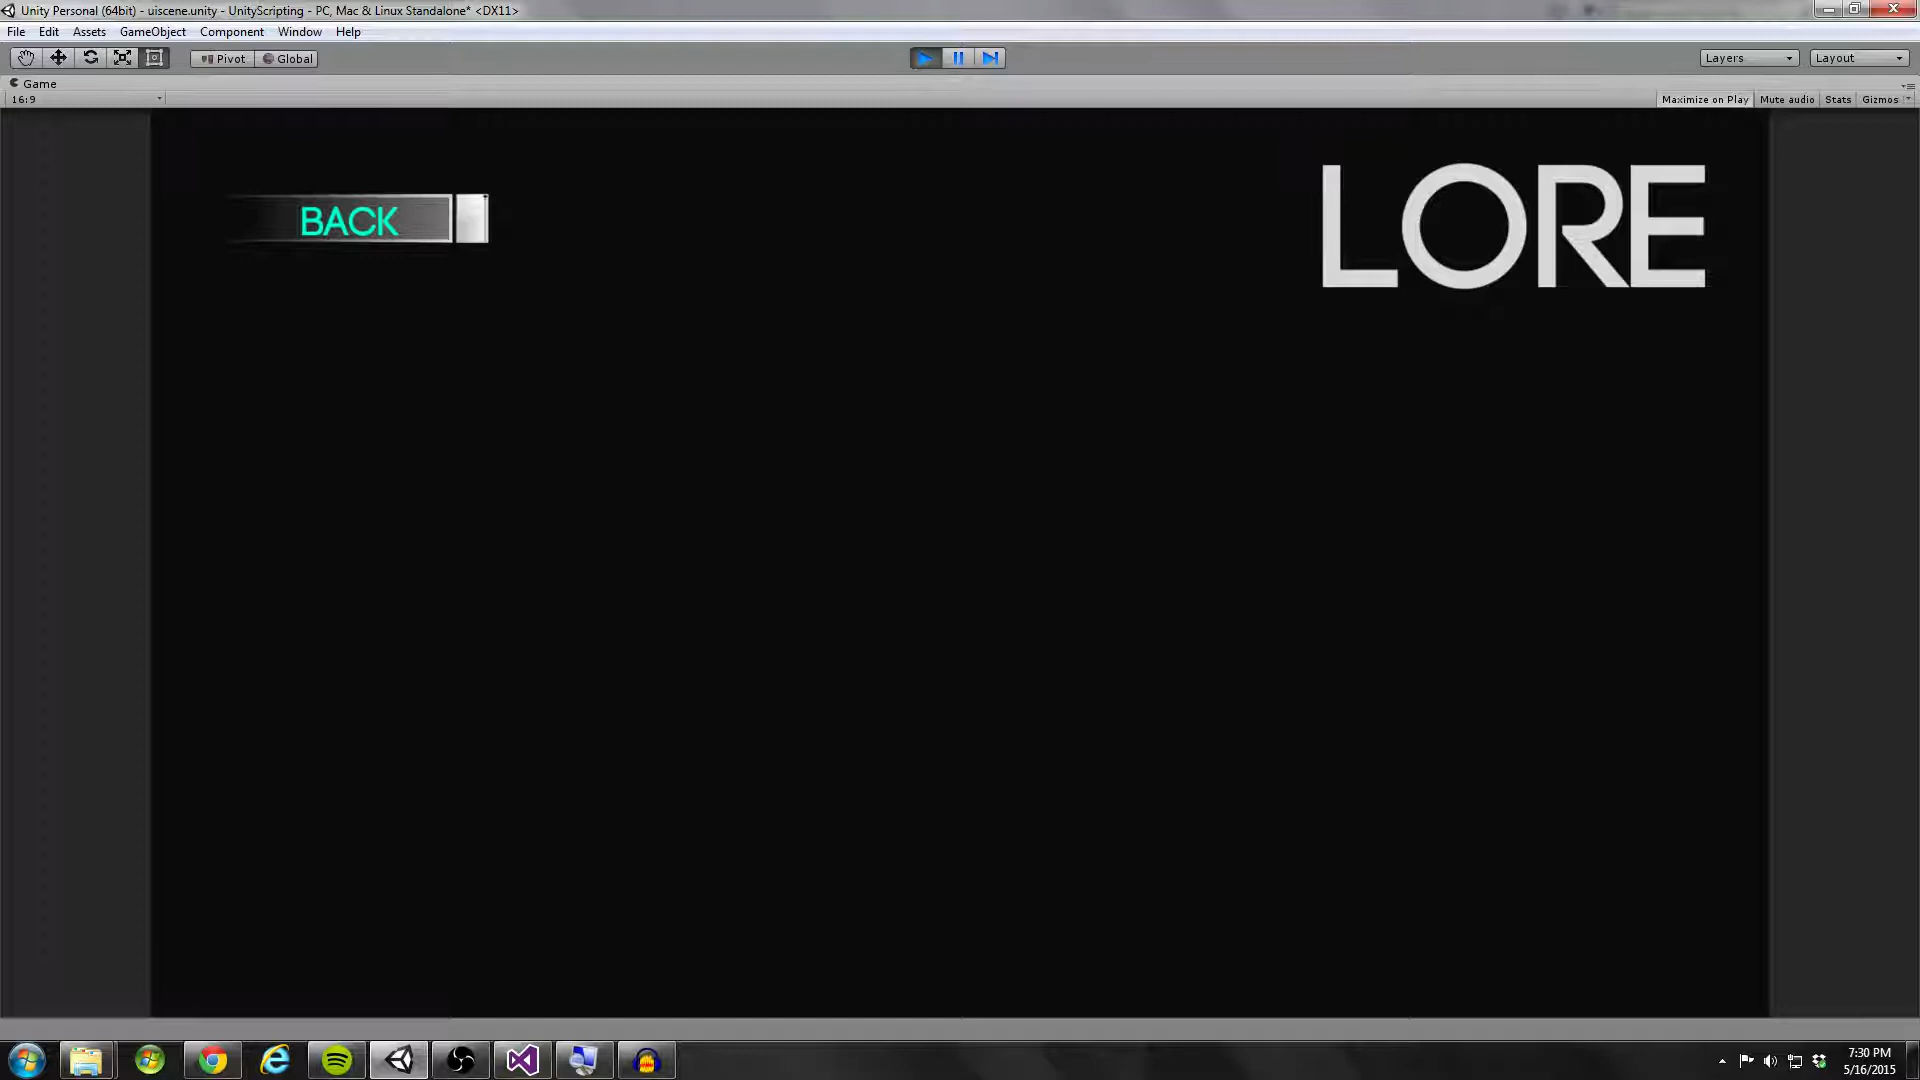 Unity Personal (64bit) - uiscene.unity - UnityScripting - PC, Mac & Linux Standalone* <DX11>
File Edit Assets GameObject Component Window Help
Pivot Global Layers Layout
Game
16:9 Maximize on Play Mute audio Stats Gizmos
BACK
LORE
7:30 PM
5/16/2015